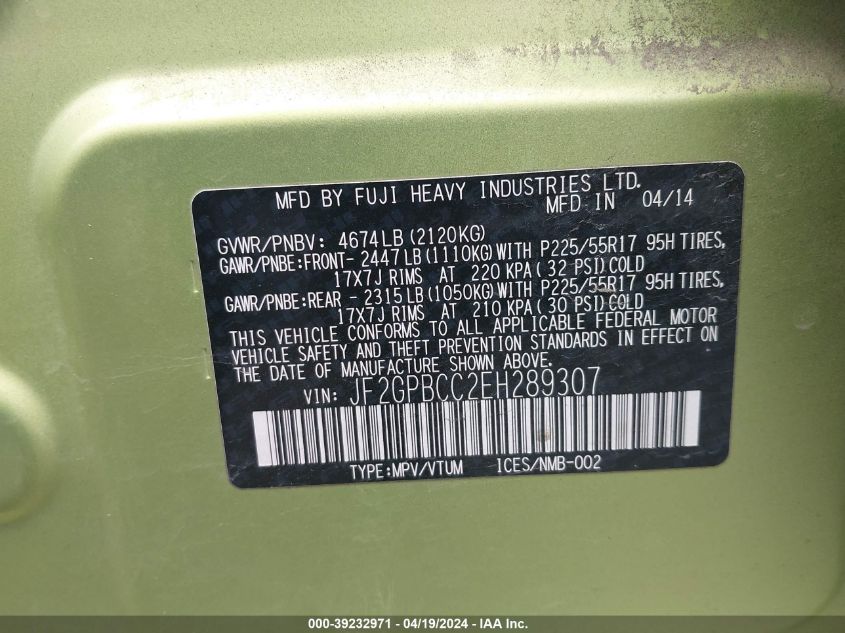 MFD BY FUJI HEAVY INDUSTRIES LTD.
MFD IN 04/14
GVWR/PNBV: 4674LB(2120KG)
GAWR/PNBE:FRONT- 2447LB(1110KG)WITH P225/55R17 95H TIRES,
17X7J RIMS AT 220 KPA( 32 PSI)COLD
GAWR/PNBE:REAR - 2315LB(1050KG)WITH P225/55R17 95H TIRES,
17X7J RIMS AT 210 KPA( 30 PSI)COLD
THIS VEHICLE CONFORMS TO ALL APPLICABLE FEDERAL MOTOR
VEHICLE SAFETY AND THEFT PREVENTION STANDARDS IN EFFECT ON
THE DATE OF MANUFACTURE SHOWN ABOVE.
VIN: JF2GPBCC2EH289307
TYPE:MPV/VTUM ICES/NMB-002
000-39232971 - 04/19/2024 - IAA Inc.